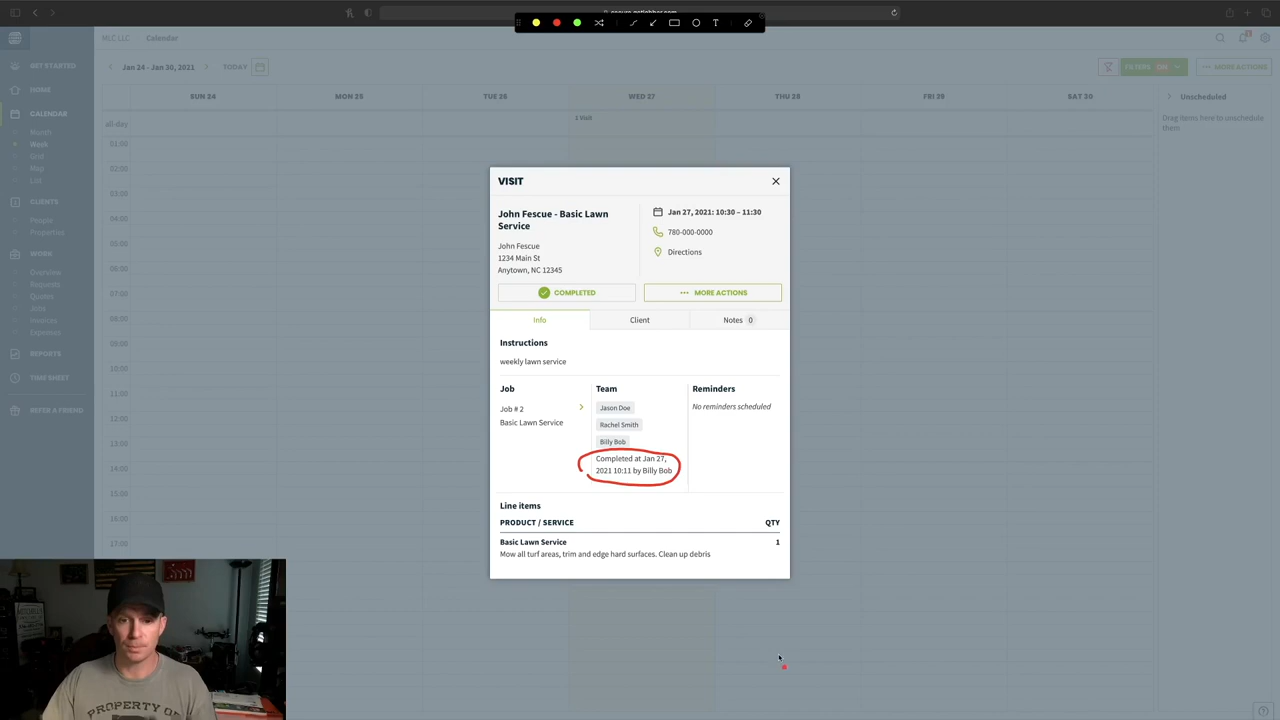 secure.getjobber.com
T
MLC LLC
Calendar
Jan 24 - Jan 30, 2021
TODAY
FILTERS
ON
MORE ACTIONS
GET STARTED
HOME
CALENDAR
Month
Week
Grid
Map
List
CLIENTS
People
Properties
WORK
Overview
Requests
Quotes
Jobs
Invoices
Expenses
REPORTS
TIMESHEET
REFER A FRIEND
SUN 24
MON 25
TUE 26
WED 27
THU 28
FRI 29
SAT 30
all-day
1 Visit
01:00
02:00
03:00
04:00
05:00
06:00
07:00
08:00
09:00
10:00
11:00
12:00
13:00
14:00
15:00
16:00
17:00
Unscheduled
Drag items here to unschedule
them
VISIT
John Fescue - Basic Lawn
Service
John Fescue
1234 Main St
Anytown, NC 12345
Jan 27, 2021: 10:30 – 11:30
780-000-0000
Directions
COMPLETED
MORE ACTIONS
Info
Client
Notes 0
Instructions
weekly lawn service
Job
Job # 2
Basic Lawn Service
Team
Jason Doe
Rachel Smith
Billy Bob
Completed at Jan 27,
2021 10:11 by Billy Bob
Reminders
No reminders scheduled
Line items
PRODUCT / SERVICE
QTY
Basic Lawn Service
1
Mow all turf areas, trim and edge hard surfaces. Clean up debris
PROPERTY OF